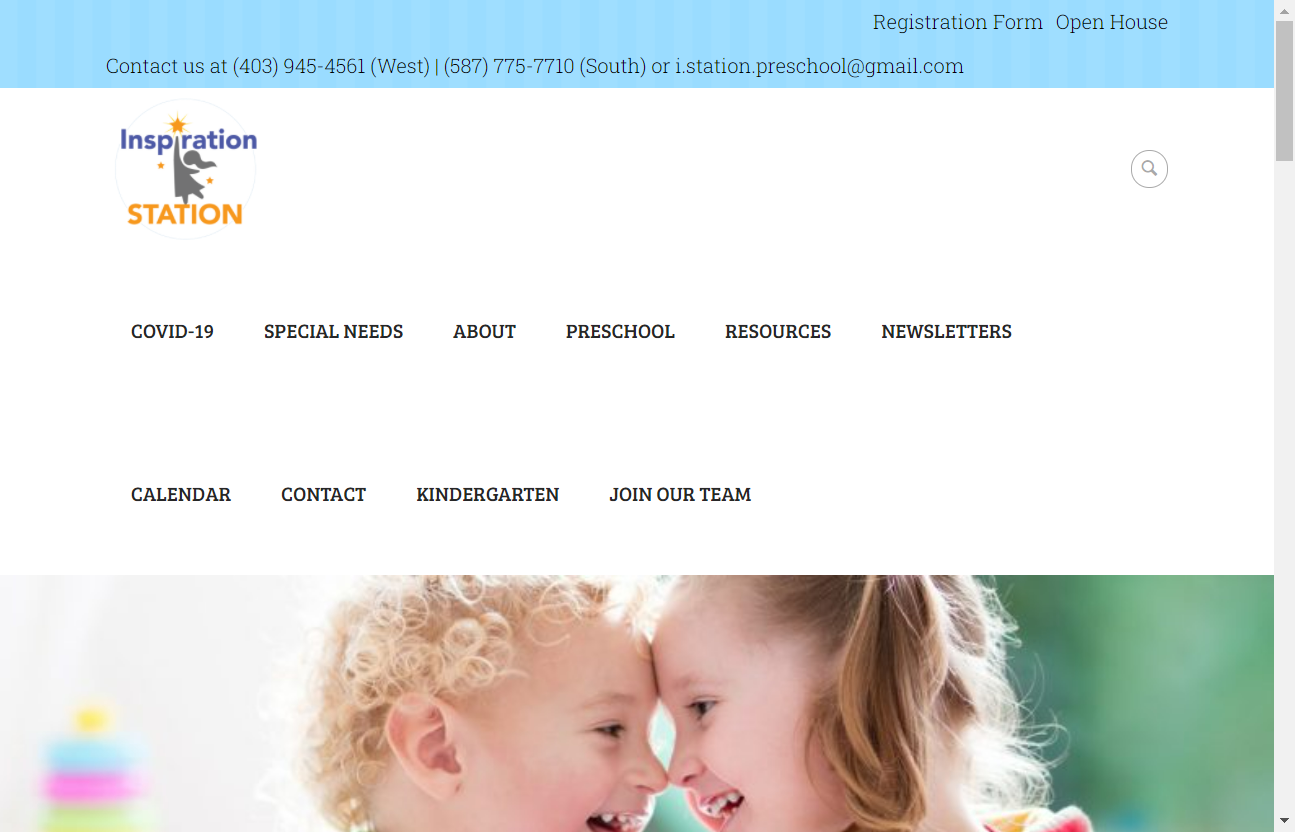 Registration Form Open House
Contact us at (403) 945-4561 (West) | (587) 775-7710 (South) or i.station.preschool@gmail.com
Inspiration
STATION
COVID-19 SPECIAL NEEDS ABOUT PRESCHOOL RESOURCES NEWSLETTERS
CALENDAR CONTACT KINDERGARTEN JOIN OUR TEAM